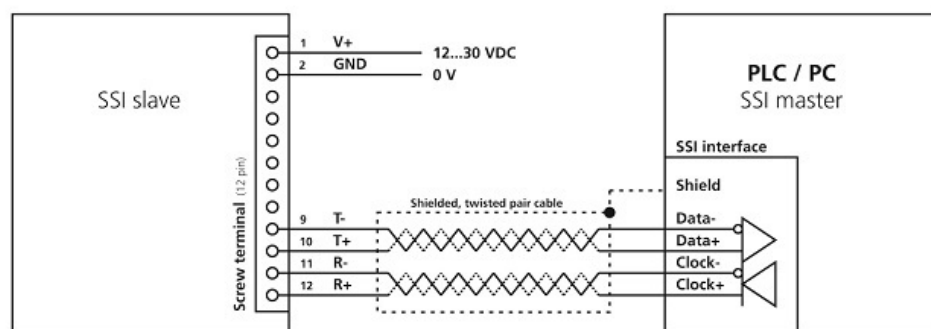 SSI slave
Screw terminal (12 pin)
1 V+ 12...30 VDC
2 GND 0 V
9 T-
10 T+
11 R-
12 R+
Shielded, twisted pair cable
PLC / PC
SSI master
SSI interface
Shield
Data-
Data+
Clock-
Clock+